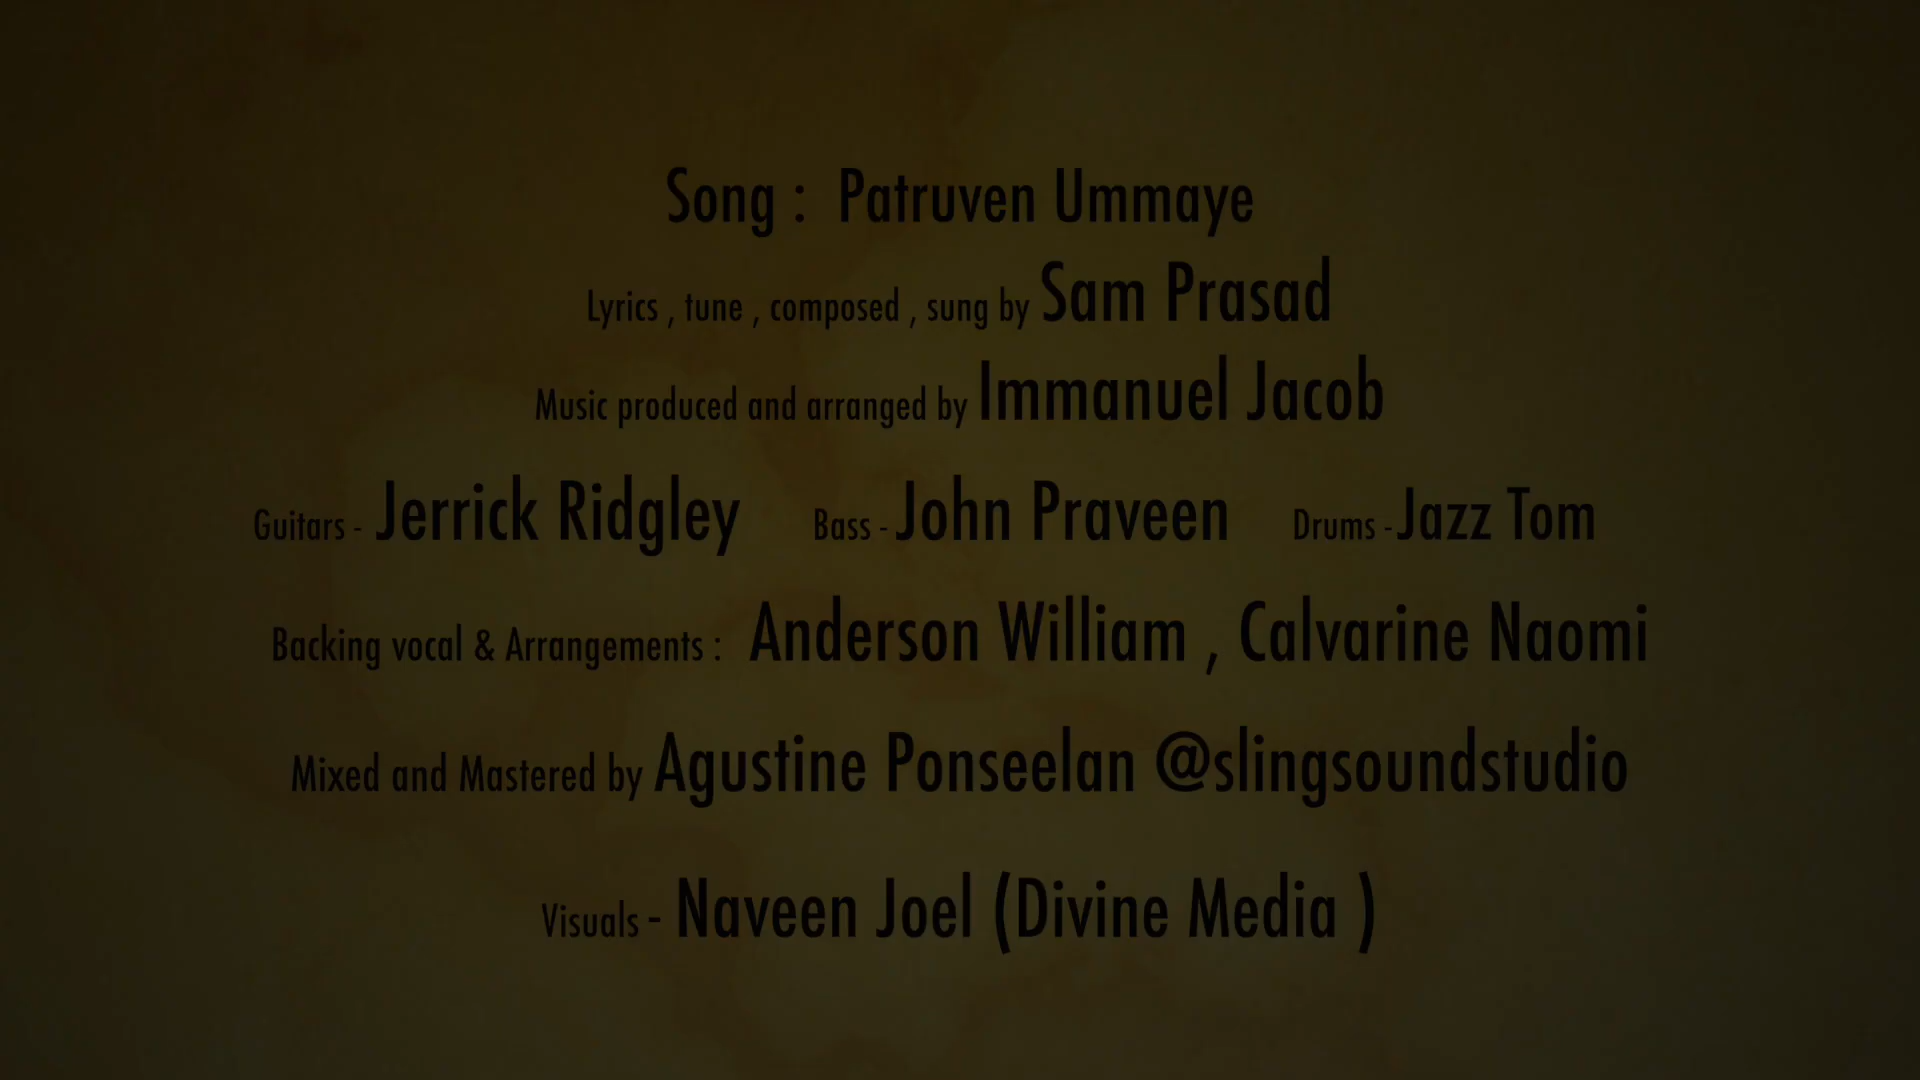 Song : Patruven Ummaye
Lyrics , tune , composed , sung by Sam Prasad
Music produced and arranged by Immanuel Jacob
Guitars - Jerrick Ridgley Bass - John Praveen Drums - Jazz Tom
Backing vocal & Arrangements : Anderson William , Calvarine Naomi
Mixed and Mastered by Agustine Ponseelan @slingsoundstudio
Visuals - Naveen Joel (Divine Media )